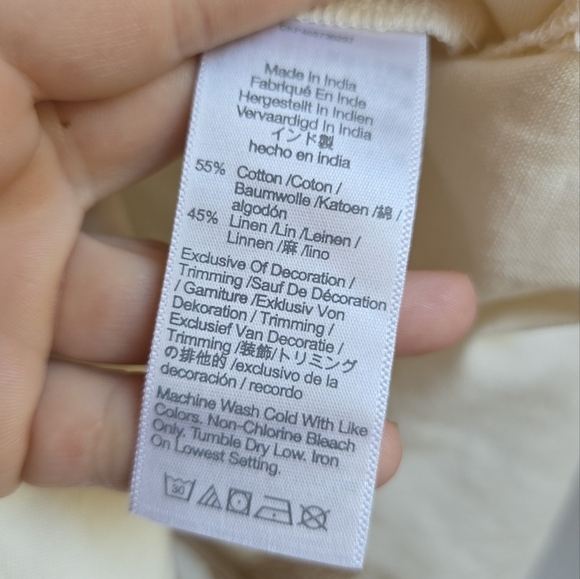 Made In India
Fabriqué En Inde
Hergestellt In Indien
Vervaardigd In India
インド製
hecho en india
55% Cotton /Coton /
Baumwolle /Katoen /綿 /
algodón
45% Linen /Lin /Leinen /
Linnen /麻 /lino
Exclusive Of Decoration /
Trimming /Sauf De Décoration
/ Garniture /Exklusiv Von
Dekoration / Trimming /
Exclusief Van Decoratie /
Trimming /装飾/トリミング
の排他的 /exclusivo de la
decoración / recordo
Machine Wash Cold With Like
Colors. Non-Chlorine Bleach
Only. Tumble Dry Low. Iron
On Lowest Setting.
30